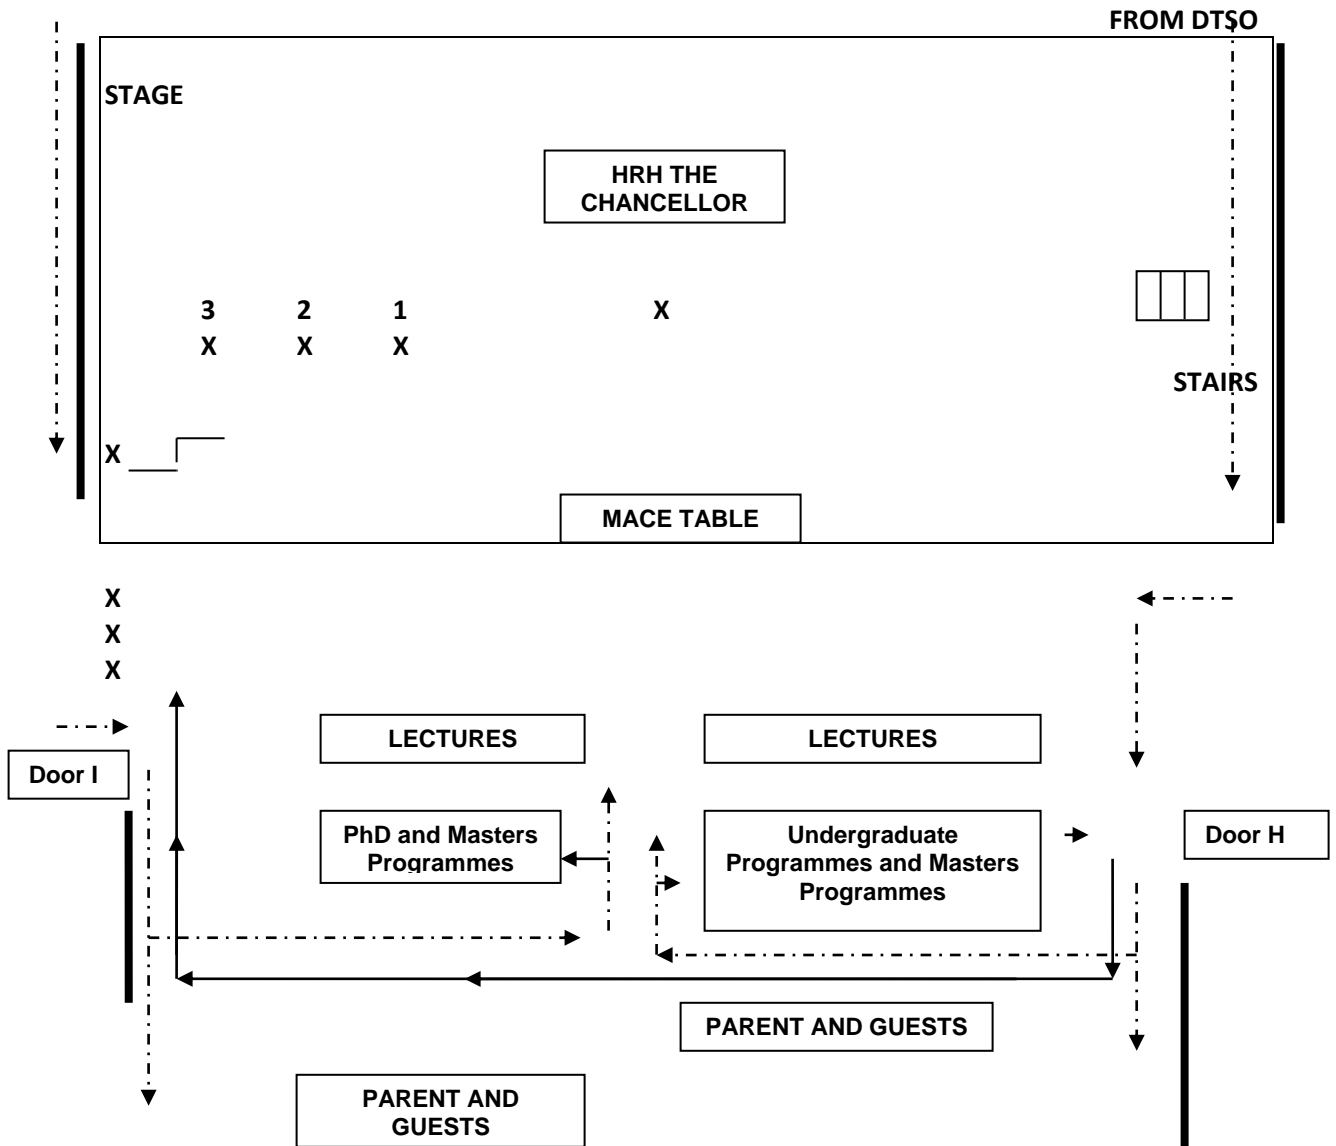 FROM DTSO
STAGE
HRH THE
CHANCELLOR
3 2 1 X
X X X
STAIRS
X
MACE TABLE
X
X
X
LECTURES LECTURES
Door I
PhD and Masters
Programmes
Undergraduate
Programmes and Masters
Programmes
Door H
PARENT AND GUESTS
PARENT AND
GUESTS